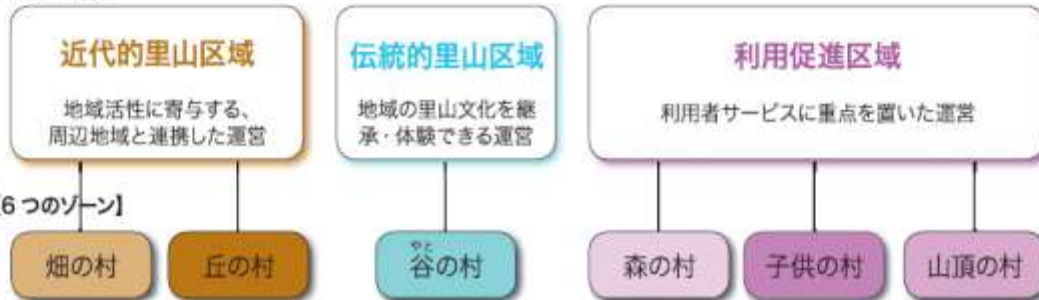 近代的里山区域
地域活性に寄与する、
周辺地域と連携した運営
伝統的里山区域
地域の里山文化を継
承・体験できる運営
利用促進区域
利用者サービスに重点を置いた運営
6つのゾーン】
畑の村
丘の村
やと
谷の村
森の村
子供の村
山頂の村